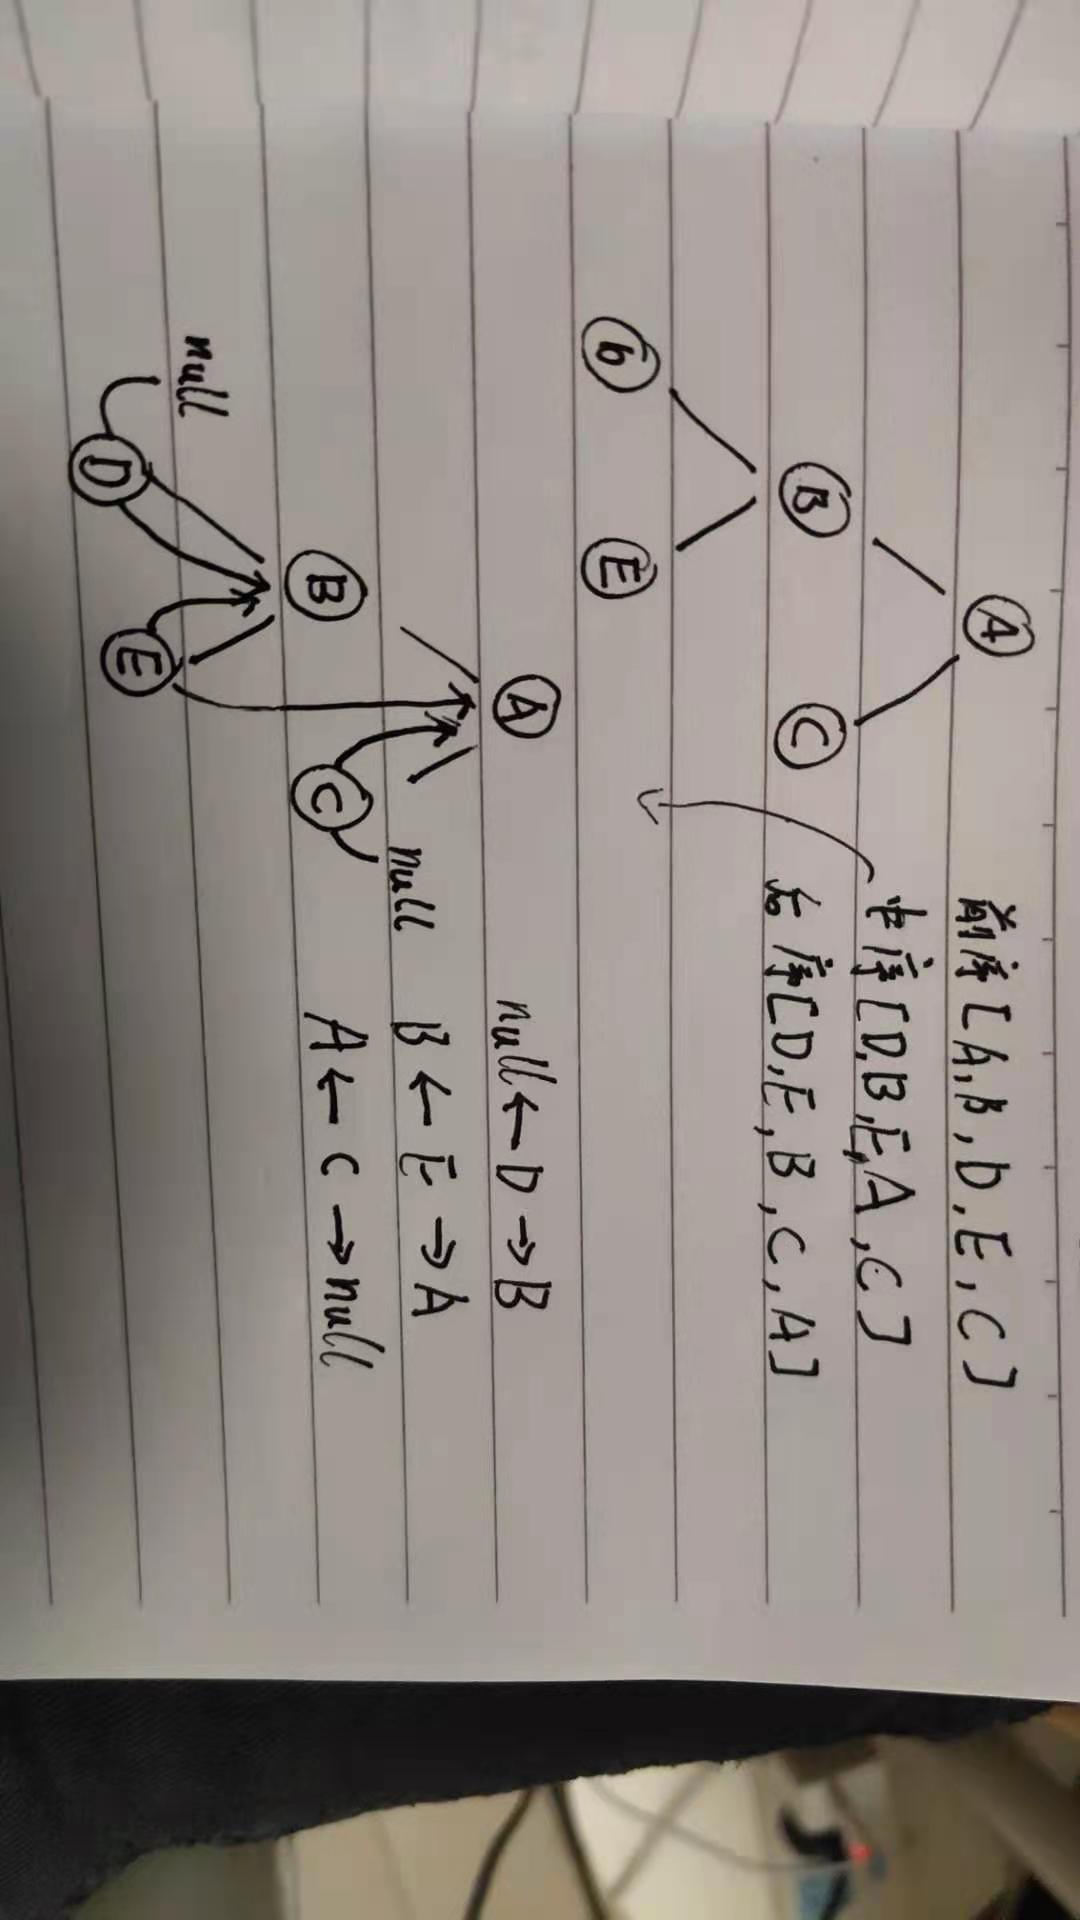 A
前序[A,B,D,E,C]
中序[D,B,E,A,C]
B
C
后序[D,E,B,C,A]
D
E
A
null←D→B
B←E→A
null
A←C→null
B
C
null
D
E